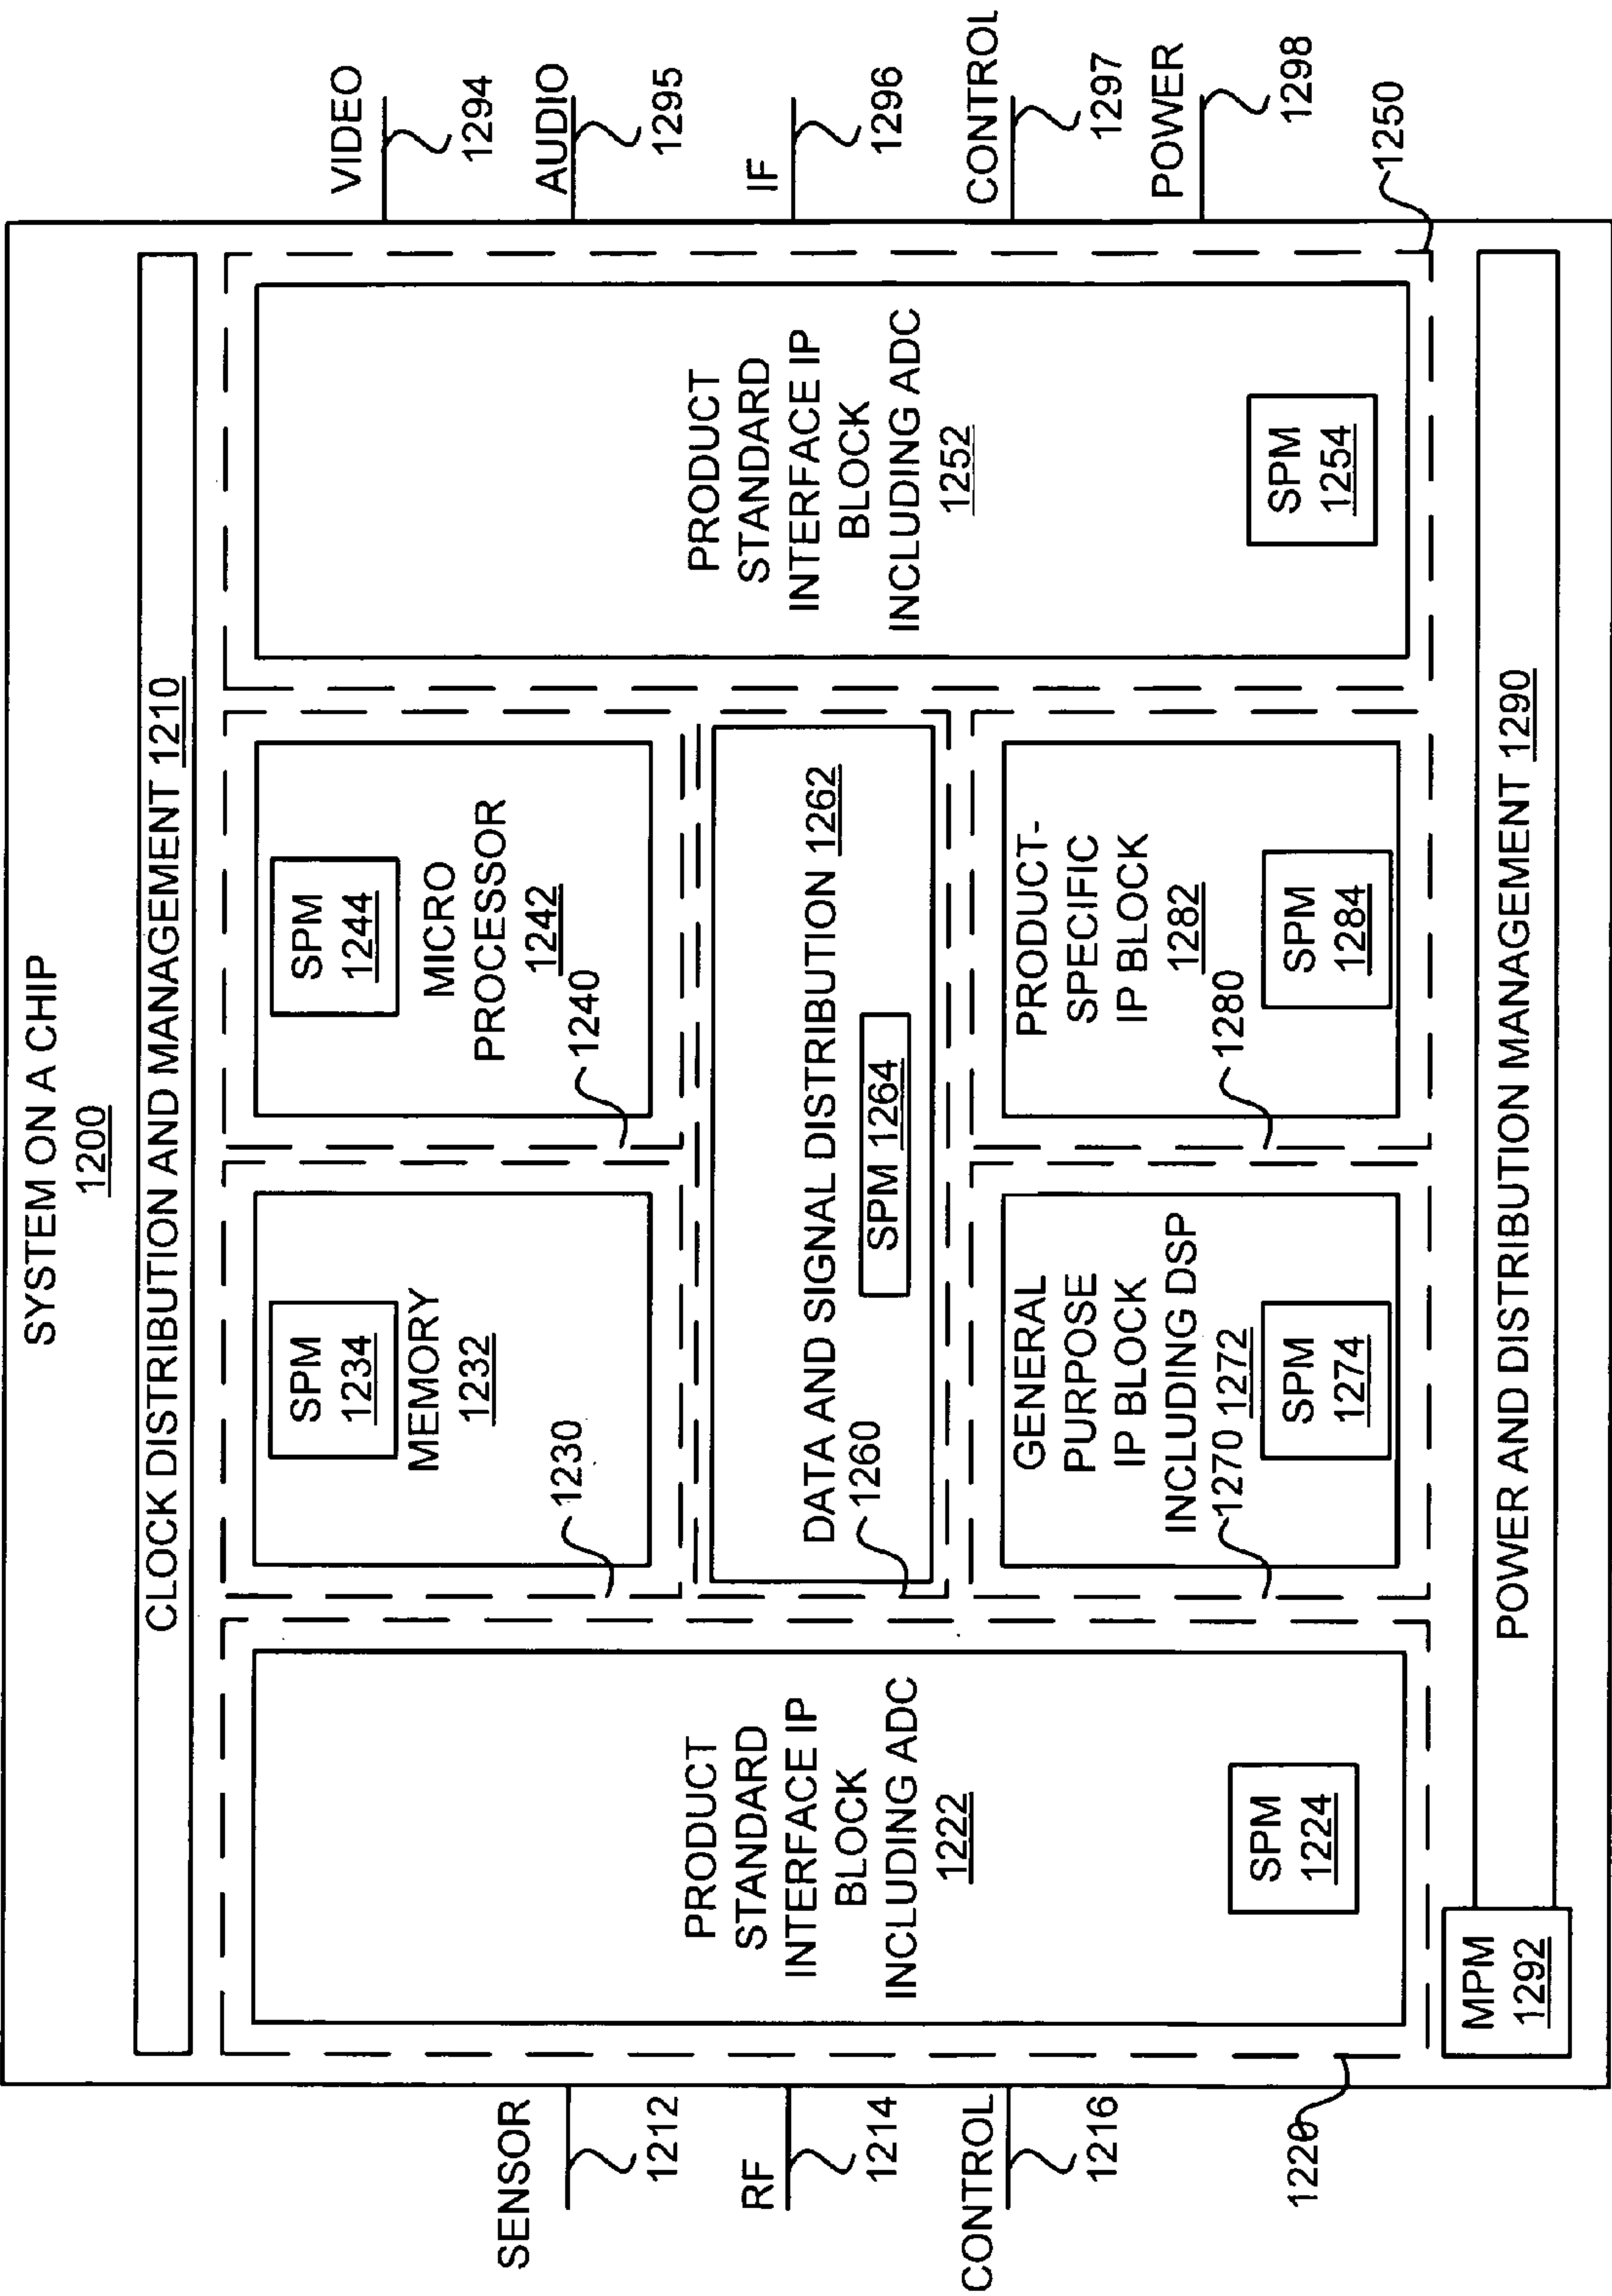 SYSTEM ON A CHIP
1200
CLOCK DISTRIBUTION AND MANAGEMENT 1210
SENSOR
1212
RF
1214
CONTROL
1216
1220
PRODUCT
STANDARD
INTERFACE IP
BLOCK
INCLUDING ADC
1222
SPM
1224
SPM
1234
MEMORY
1232
1230
SPM
1244
MICRO
PROCESSOR
1242
1240
DATA AND SIGNAL DISTRIBUTION 1262
1260
SPM 1264
GENERAL
PURPOSE
IP BLOCK
INCLUDING DSP
1270 1272
SPM
1274
PRODUCT-
SPECIFIC
IP BLOCK
1282
1280
SPM
1284
PRODUCT
STANDARD
INTERFACE IP
BLOCK
INCLUDING ADC
1252
SPM
1254
VIDEO
1294
AUDIO
1295
IF
1296
CONTROL
1297
POWER
1298
1250
MPM
1292
POWER AND DISTRIBUTION MANAGEMENT 1290